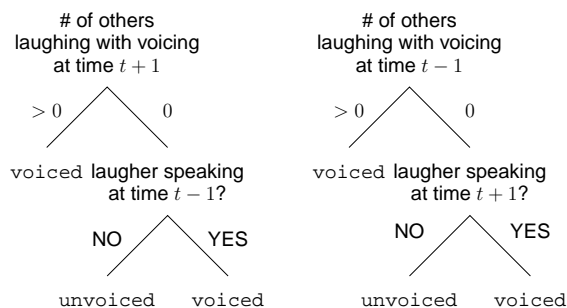 # of others
laughing with voicing
at time t + 1
> 0
0
voiced
laugher speaking
at time t − 1?
NO
YES
unvoiced
voiced
# of others
laughing with voicing
at time t − 1
> 0
0
voiced
laugher speaking
at time t + 1?
NO
YES
unvoiced
voiced